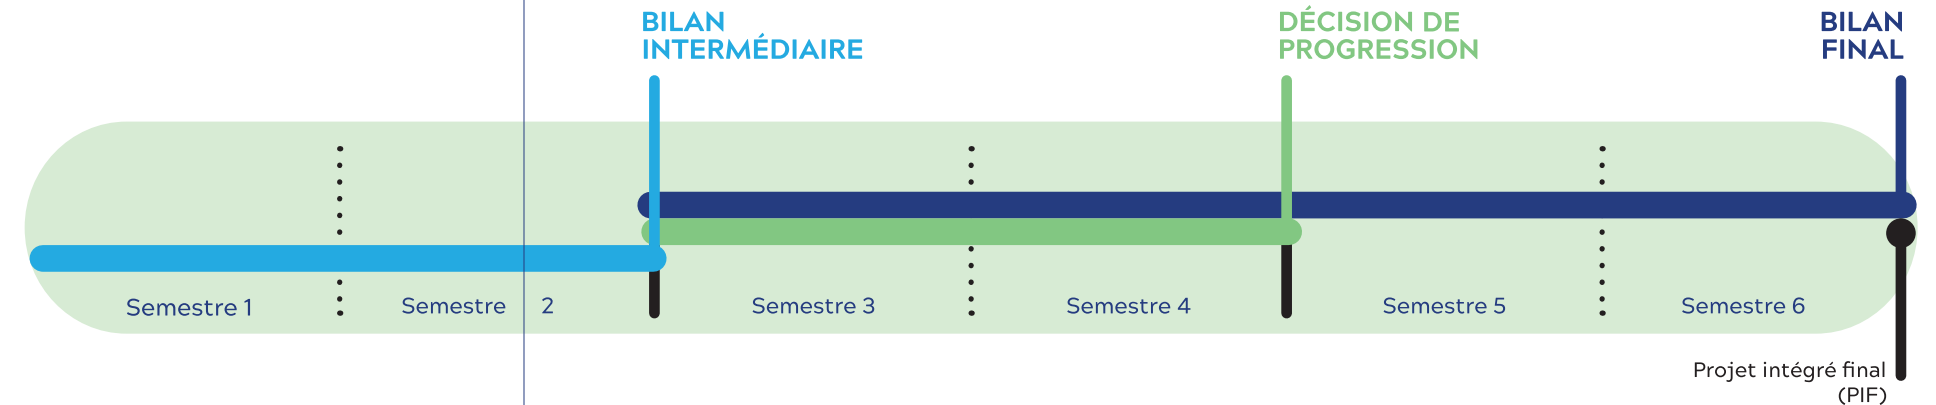 BILAN
INTERMÉDIAIRE
DÉCISION DE
PROGRESSION
BILAN
FINAL
Semestre 1
Semestre 2
Semestre 3
Semestre 4
Semestre 5
Semestre 6
Projet intégré final
(PIF)